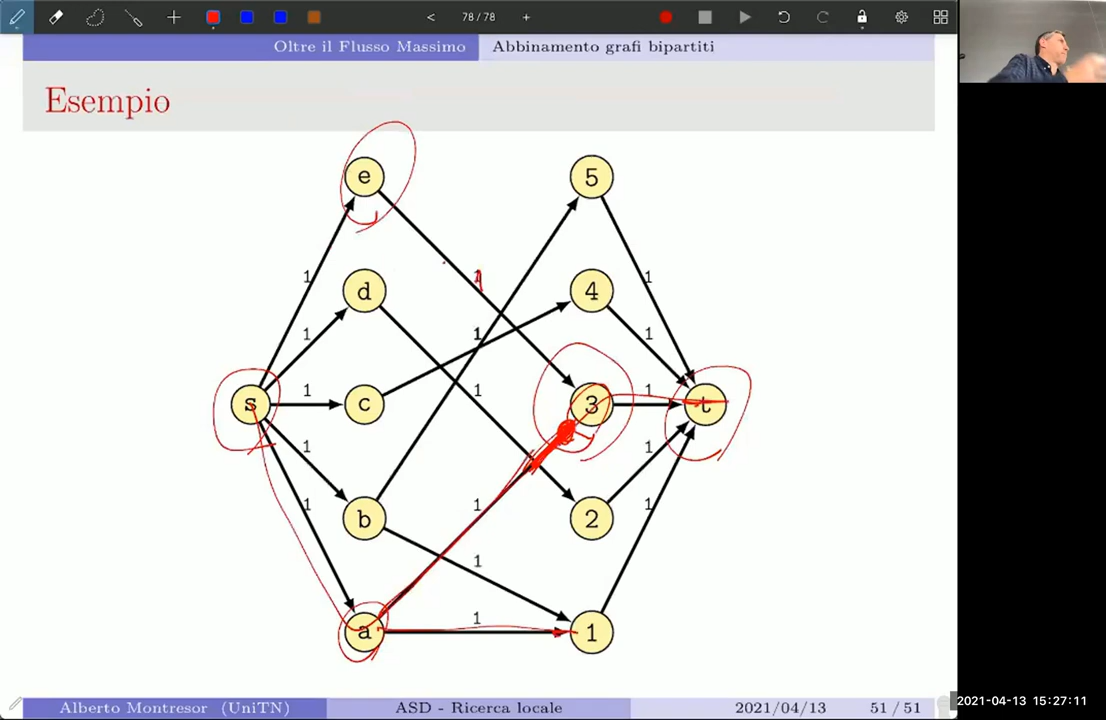 78 / 78
Oltre il Flusso Massimo Abbinamento grafi bipartiti
Esempio
e 5
1 1 1
d 4
1 1 1
s 1 c 1 3 1 t
1 1
b 2
1 1 1
1
a 1 1
Alberto Montresor (UniTN) ASD - Ricerca locale 2021/04/13 51 / 51
2021-04-13 15:27:11